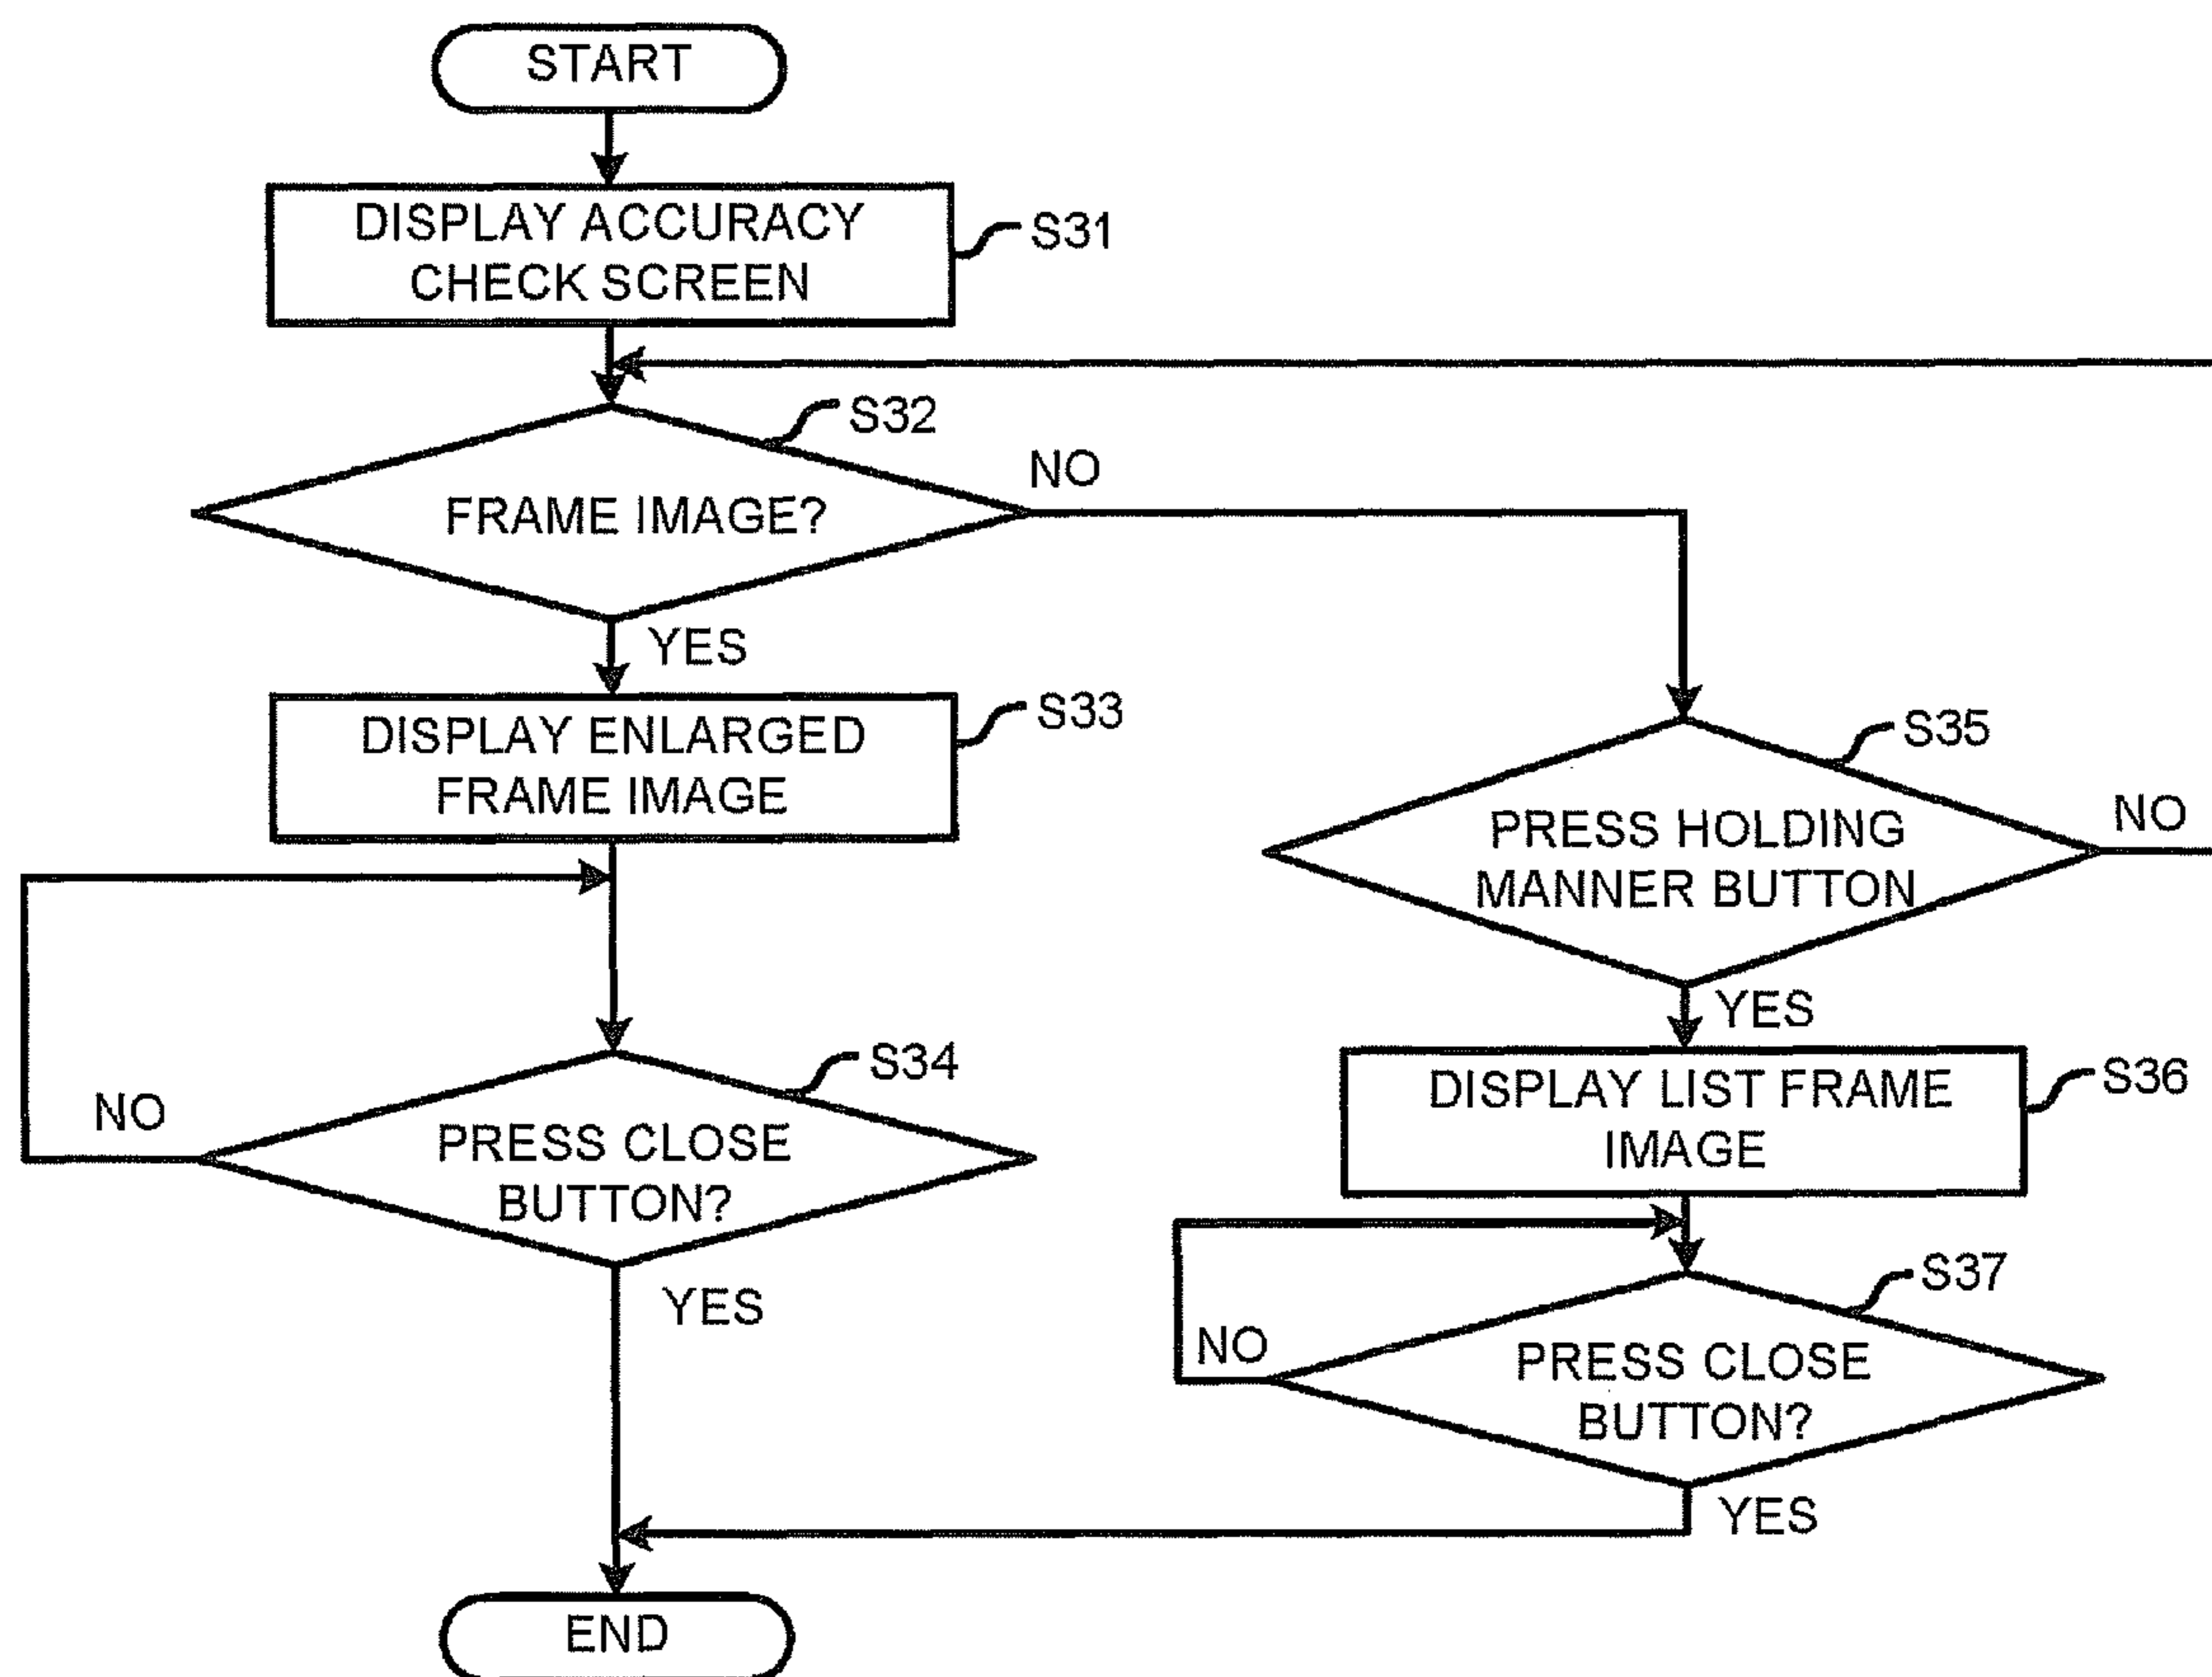 START
DISPLAY ACCURACY
CHECK SCREEN
S31
S32
FRAME IMAGE?
NO
YES
DISPLAY ENLARGED
FRAME IMAGE
S33
S34
PRESS CLOSE
BUTTON?
NO
YES
S35
PRESS HOLDING
MANNER BUTTON
NO
YES
DISPLAY LIST FRAME
IMAGE
S36
S37
PRESS CLOSE
BUTTON?
NO
YES
END